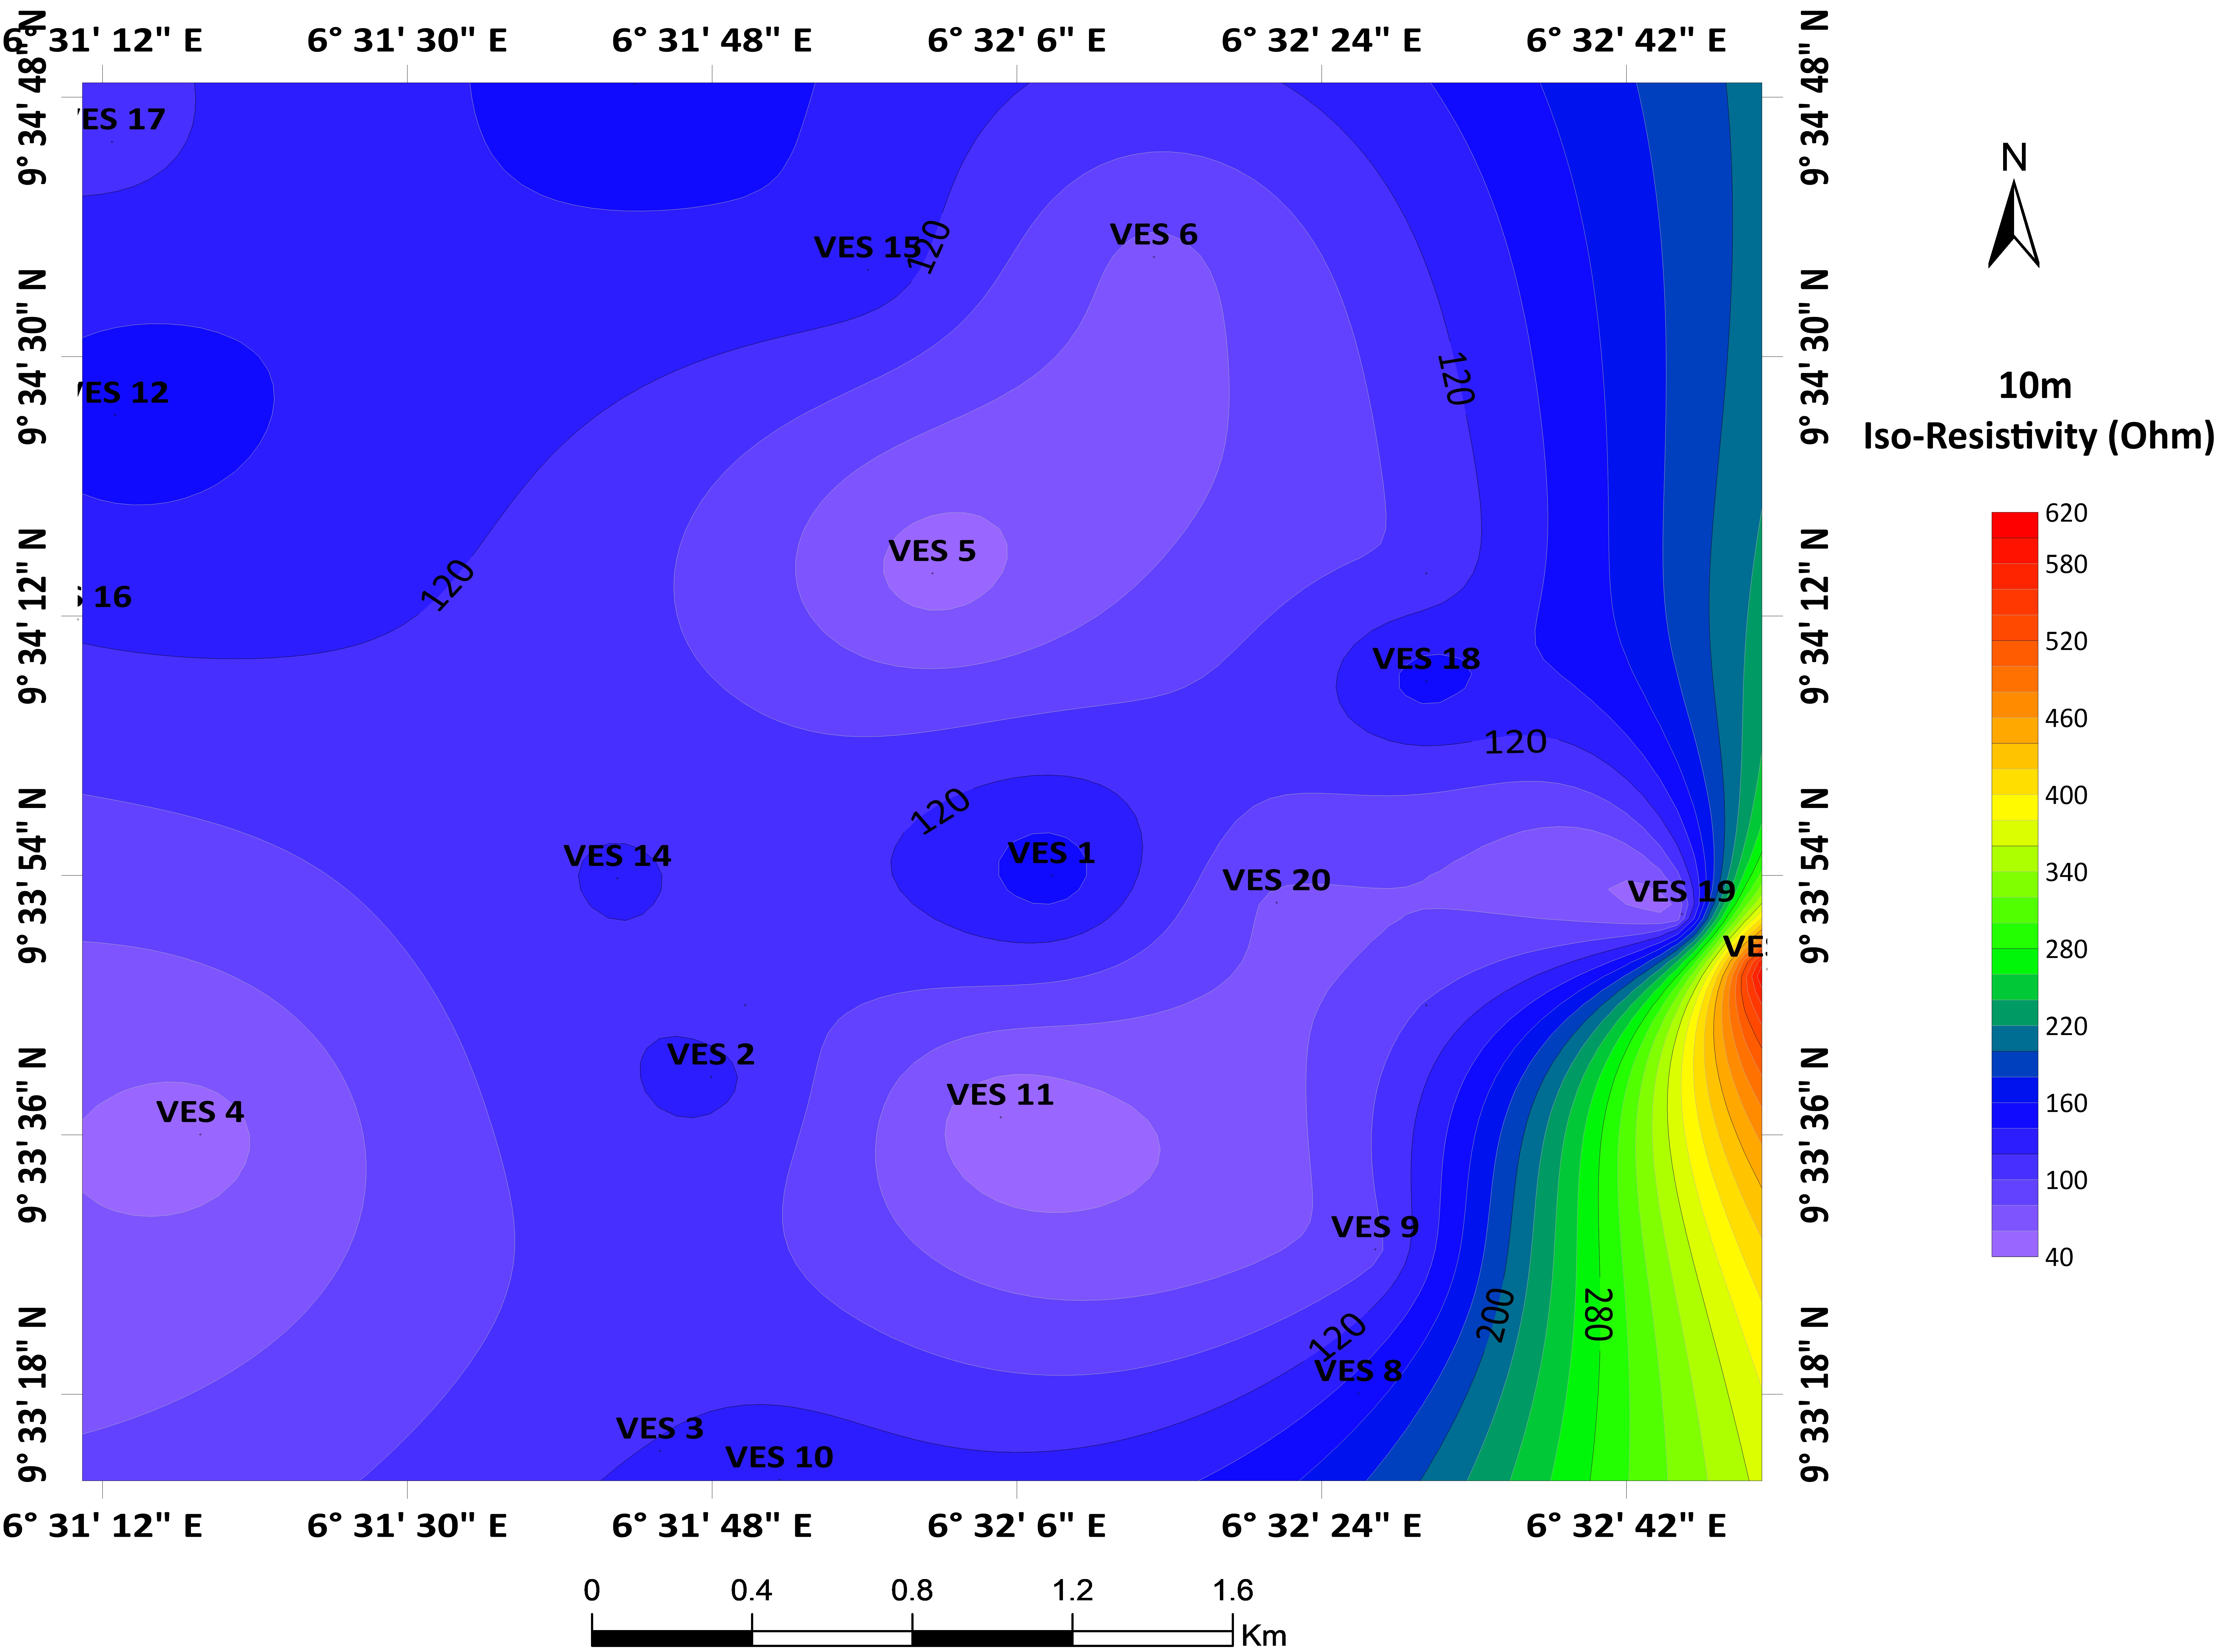 6° 31' 12" E 6° 31' 30" E 6° 31' 48" E 6° 32' 6" E 6° 32' 24" E 6° 32' 42" E
9° 34' 48" N
9° 34' 30" N
9° 34' 12" N
9° 33' 54" N
9° 33' 36" N
9° 33' 18" N
VES 17
VES 15
120
VES 6
120
VES 12
VES 5
120
S 16
VES 18
120
120
VES 14
VES 1
VES 20
VES 19
VES
VES 2
VES 11
VES 4
VES 9
200
280
120
VES 8
VES 3
VES 10
9° 34' 48" N
9° 34' 30" N
9° 34' 12" N
9° 33' 54" N
9° 33' 36" N
9° 33' 18" N
6° 31' 12" E 6° 31' 30" E 6° 31' 48" E 6° 32' 6" E 6° 32' 24" E 6° 32' 42" E
0 0.4 0.8 1.2 1.6
Km
N
10m
Iso-Resistivity (Ohm)
620
580
520
460
400
340
280
220
160
100
40